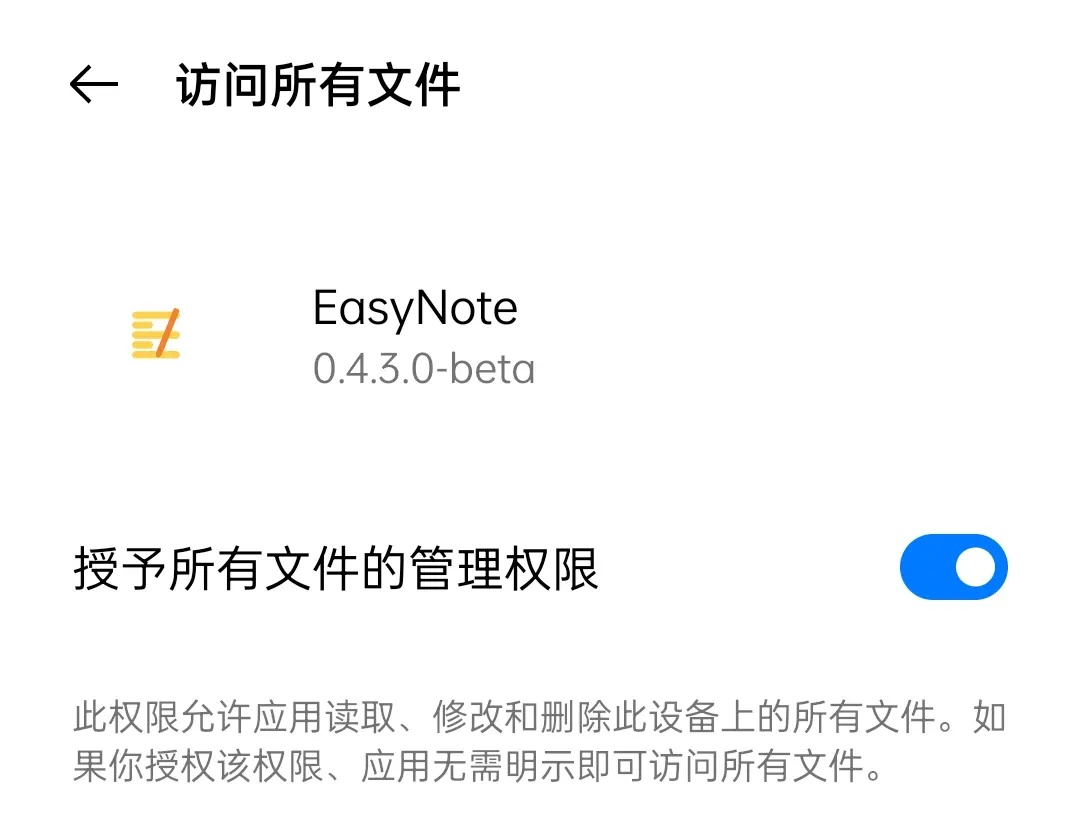 访问所有文件
EasyNote
0.4.3.0-beta
授予所有文件的管理权限
此权限允许应用读取、修改和删除此设备上的所有文件。如
果你授权该权限、应用无需明示即可访问所有文件。